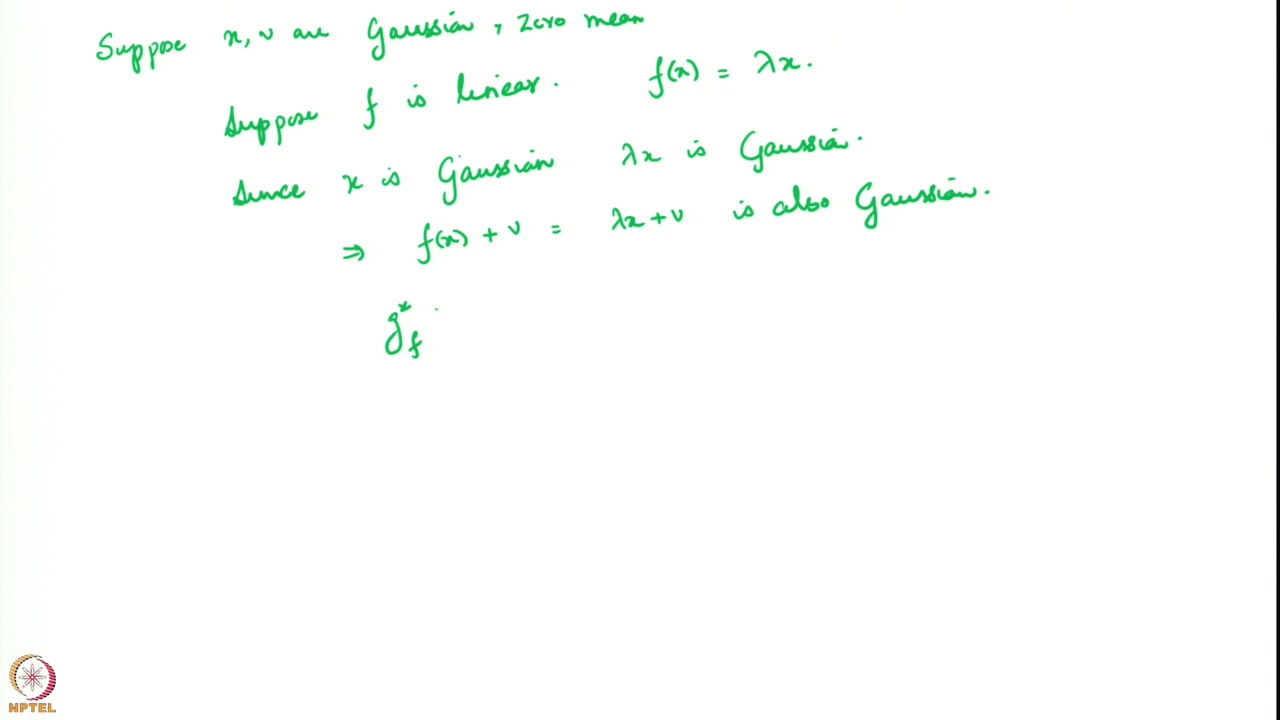 Suppose x, v are Gaussian, zero mean
Suppose f is linear. f(x) = λx.
Since x is Gaussian λx is Gaussian.
⇒ f(x) + v = λx + v is also Gaussian.
g*_f
NPTEL